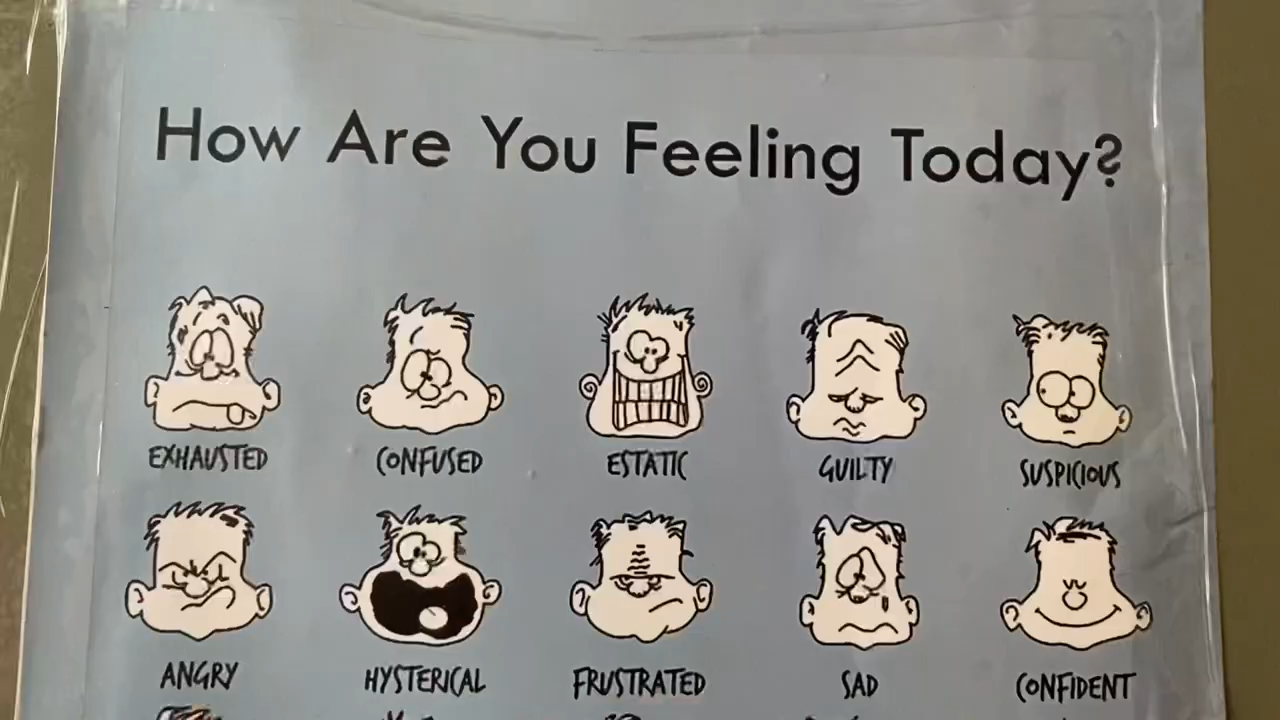 How Are You Feeling Today?
EXHAUSTED CONFUSED ESTATIC GUILTY SUSPICIOUS
ANGRY HYSTERICAL FRUSTRATED SAD CONFIDENT